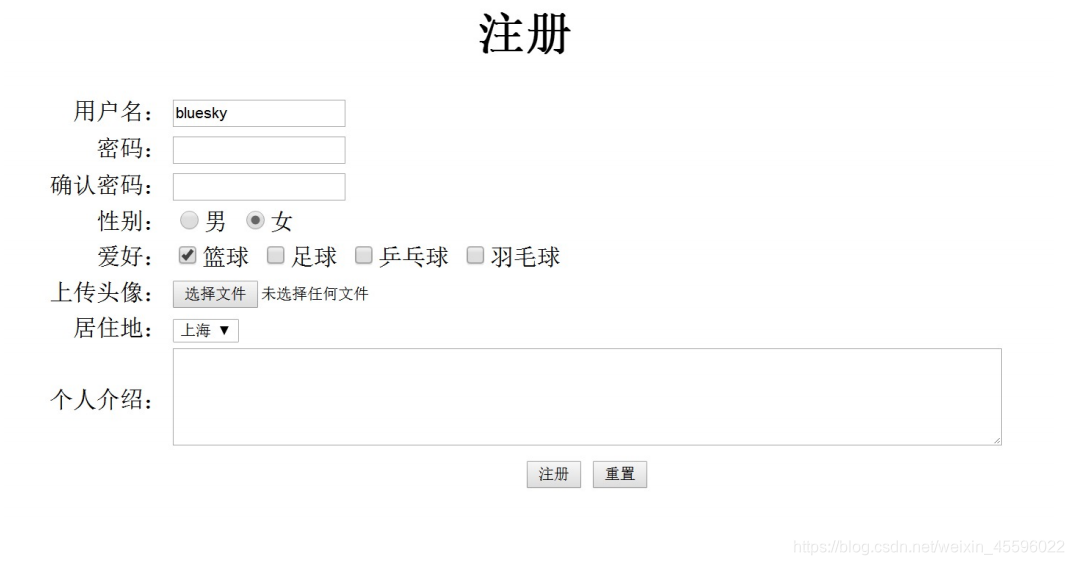 注册
用户名： bluesky
密码：
确认密码：
性别： 男 女
爱好： 篮球 足球 乒乓球 羽毛球
上传头像： 选择文件 未选择任何文件
居住地： 上海 ▼
个人介绍：
注册 重置
https://blog.csdn.net/weixin_45596022